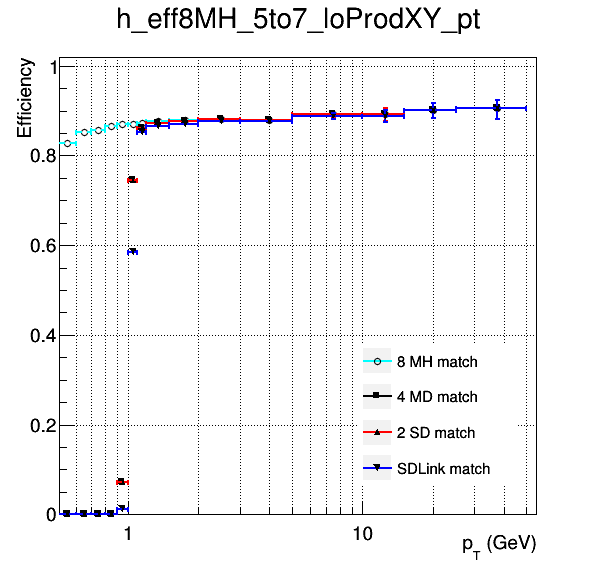 h_eff8MH_5to7_loProdXY_pt
Efficiency
1
0.8
0.6
0.4
0.2
0
8 MH match
4 MD match
2 SD match
SDLink match
1
10
p_T (GeV)